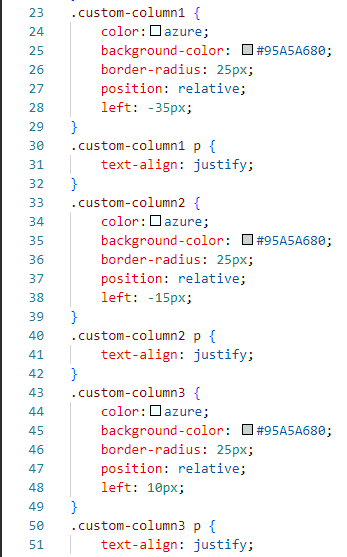 23 .custom-column1 {
24 color: azure;
25 background-color: #95A5A680;
26 border-radius: 25px;
27 position: relative;
28 left: -35px;
29 }
30 .custom-column1 p {
31 text-align: justify;
32 }
33 .custom-column2 {
34 color: azure;
35 background-color: #95A5A680;
36 border-radius: 25px;
37 position: relative;
38 left: -15px;
39 }
40 .custom-column2 p {
41 text-align: justify;
42 }
43 .custom-column3 {
44 color: azure;
45 background-color: #95A5A680;
46 border-radius: 25px;
47 position: relative;
48 left: 10px;
49 }
50 .custom-column3 p {
51 text-align: justify;